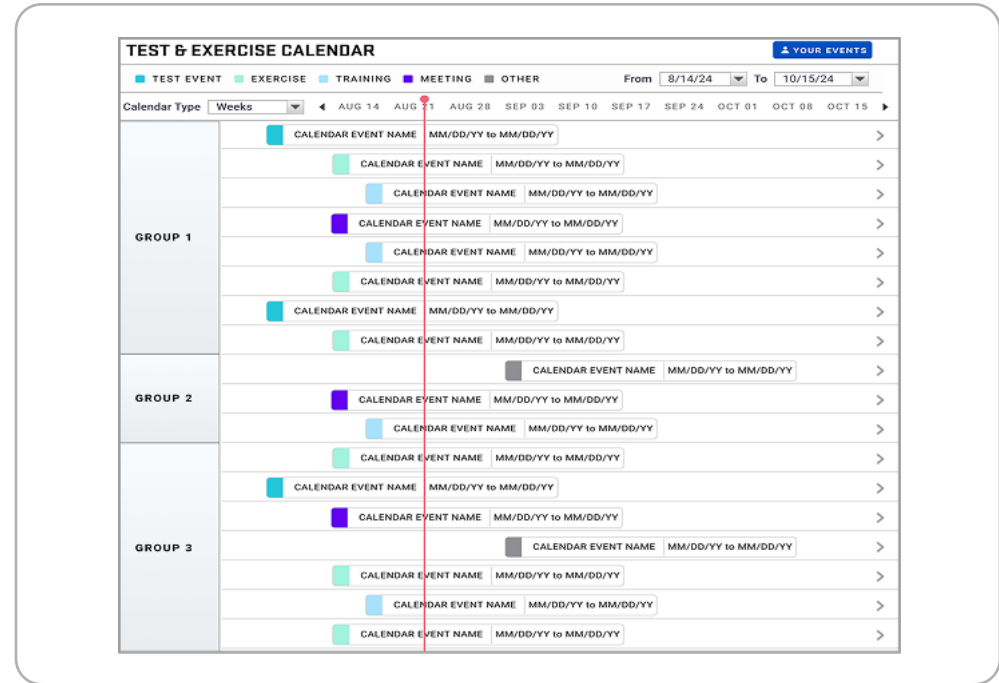 TEST & EXERCISE CALENDAR
YOUR EVENTS
TEST EVENT EXERCISE TRAINING MEETING OTHER From 8/14/24 To 10/15/24
Calendar Type Weeks AUG 14 AUG 21 AUG 28 SEP 03 SEP 10 SEP 17 SEP 24 OCT 01 OCT 08 OCT 15
GROUP 1
CALENDAR EVENT NAME MM/DD/YY to MM/DD/YY
CALENDAR EVENT NAME MM/DD/YY to MM/DD/YY
CALENDAR EVENT NAME MM/DD/YY to MM/DD/YY
CALENDAR EVENT NAME MM/DD/YY to MM/DD/YY
CALENDAR EVENT NAME MM/DD/YY to MM/DD/YY
CALENDAR EVENT NAME MM/DD/YY to MM/DD/YY
CALENDAR EVENT NAME MM/DD/YY to MM/DD/YY
CALENDAR EVENT NAME MM/DD/YY to MM/DD/YY
GROUP 2
CALENDAR EVENT NAME MM/DD/YY to MM/DD/YY
CALENDAR EVENT NAME MM/DD/YY to MM/DD/YY
CALENDAR EVENT NAME MM/DD/YY to MM/DD/YY
GROUP 3
CALENDAR EVENT NAME MM/DD/YY to MM/DD/YY
CALENDAR EVENT NAME MM/DD/YY to MM/DD/YY
CALENDAR EVENT NAME MM/DD/YY to MM/DD/YY
CALENDAR EVENT NAME MM/DD/YY to MM/DD/YY
CALENDAR EVENT NAME MM/DD/YY to MM/DD/YY
CALENDAR EVENT NAME MM/DD/YY to MM/DD/YY
CALENDAR EVENT NAME MM/DD/YY to MM/DD/YY